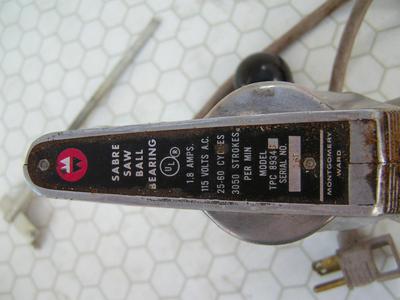 SABRE
SAW
BALL
BEARING
UL
1.8 AMPS.
115 VOLTS A.C.
25-60 CYCLES
3050 STROKES
PER MIN
MODEL
TPC 8934
SERIAL NO.
MONTGOMERY
WARD